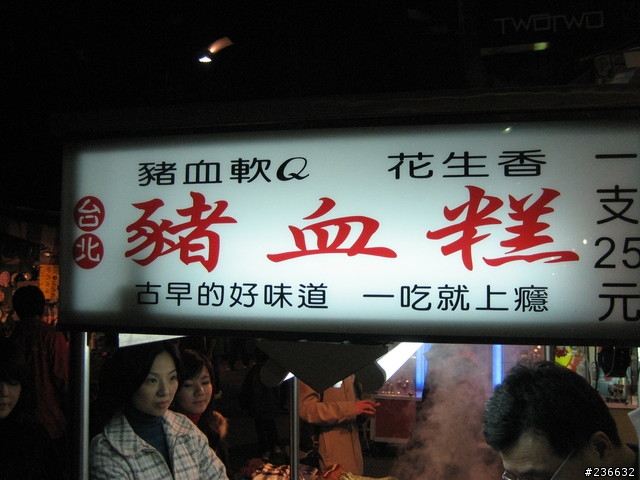 TWOTWO
豬血軟Q 花生香
台北
豬血糕
古早的好味道 一吃就上癮
一支25元
#236632